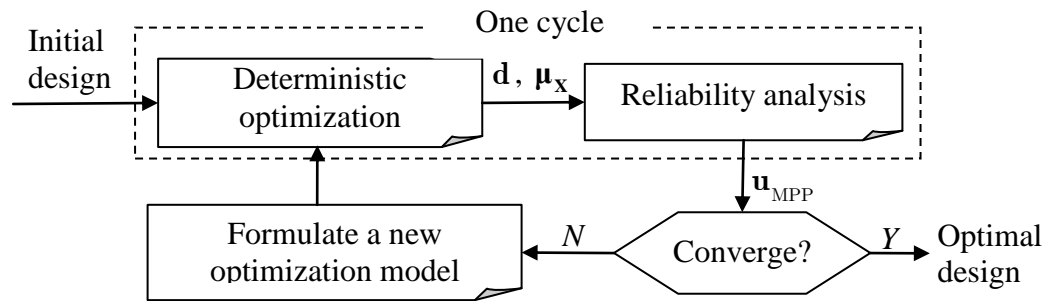 One cycle
Initial
design
Deterministic
optimization
d , μX
Reliability analysis
uMPP
Formulate a new
optimization model
N
Converge?
Y
Optimal
design